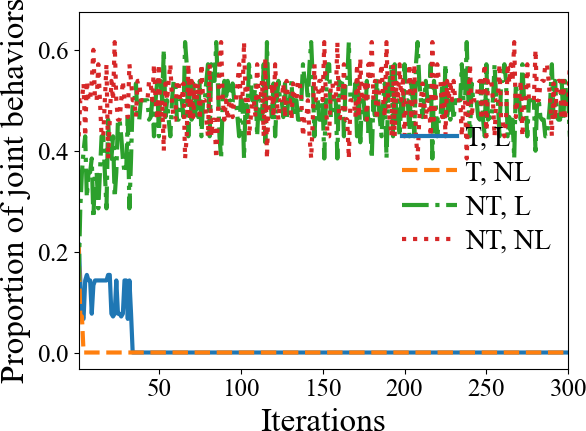 Proportion of joint behaviors
0.6
0.4
0.2
0.0
T, L
T, NL
NT, L
NT, NL
50
100
150
200
250
300
Iterations